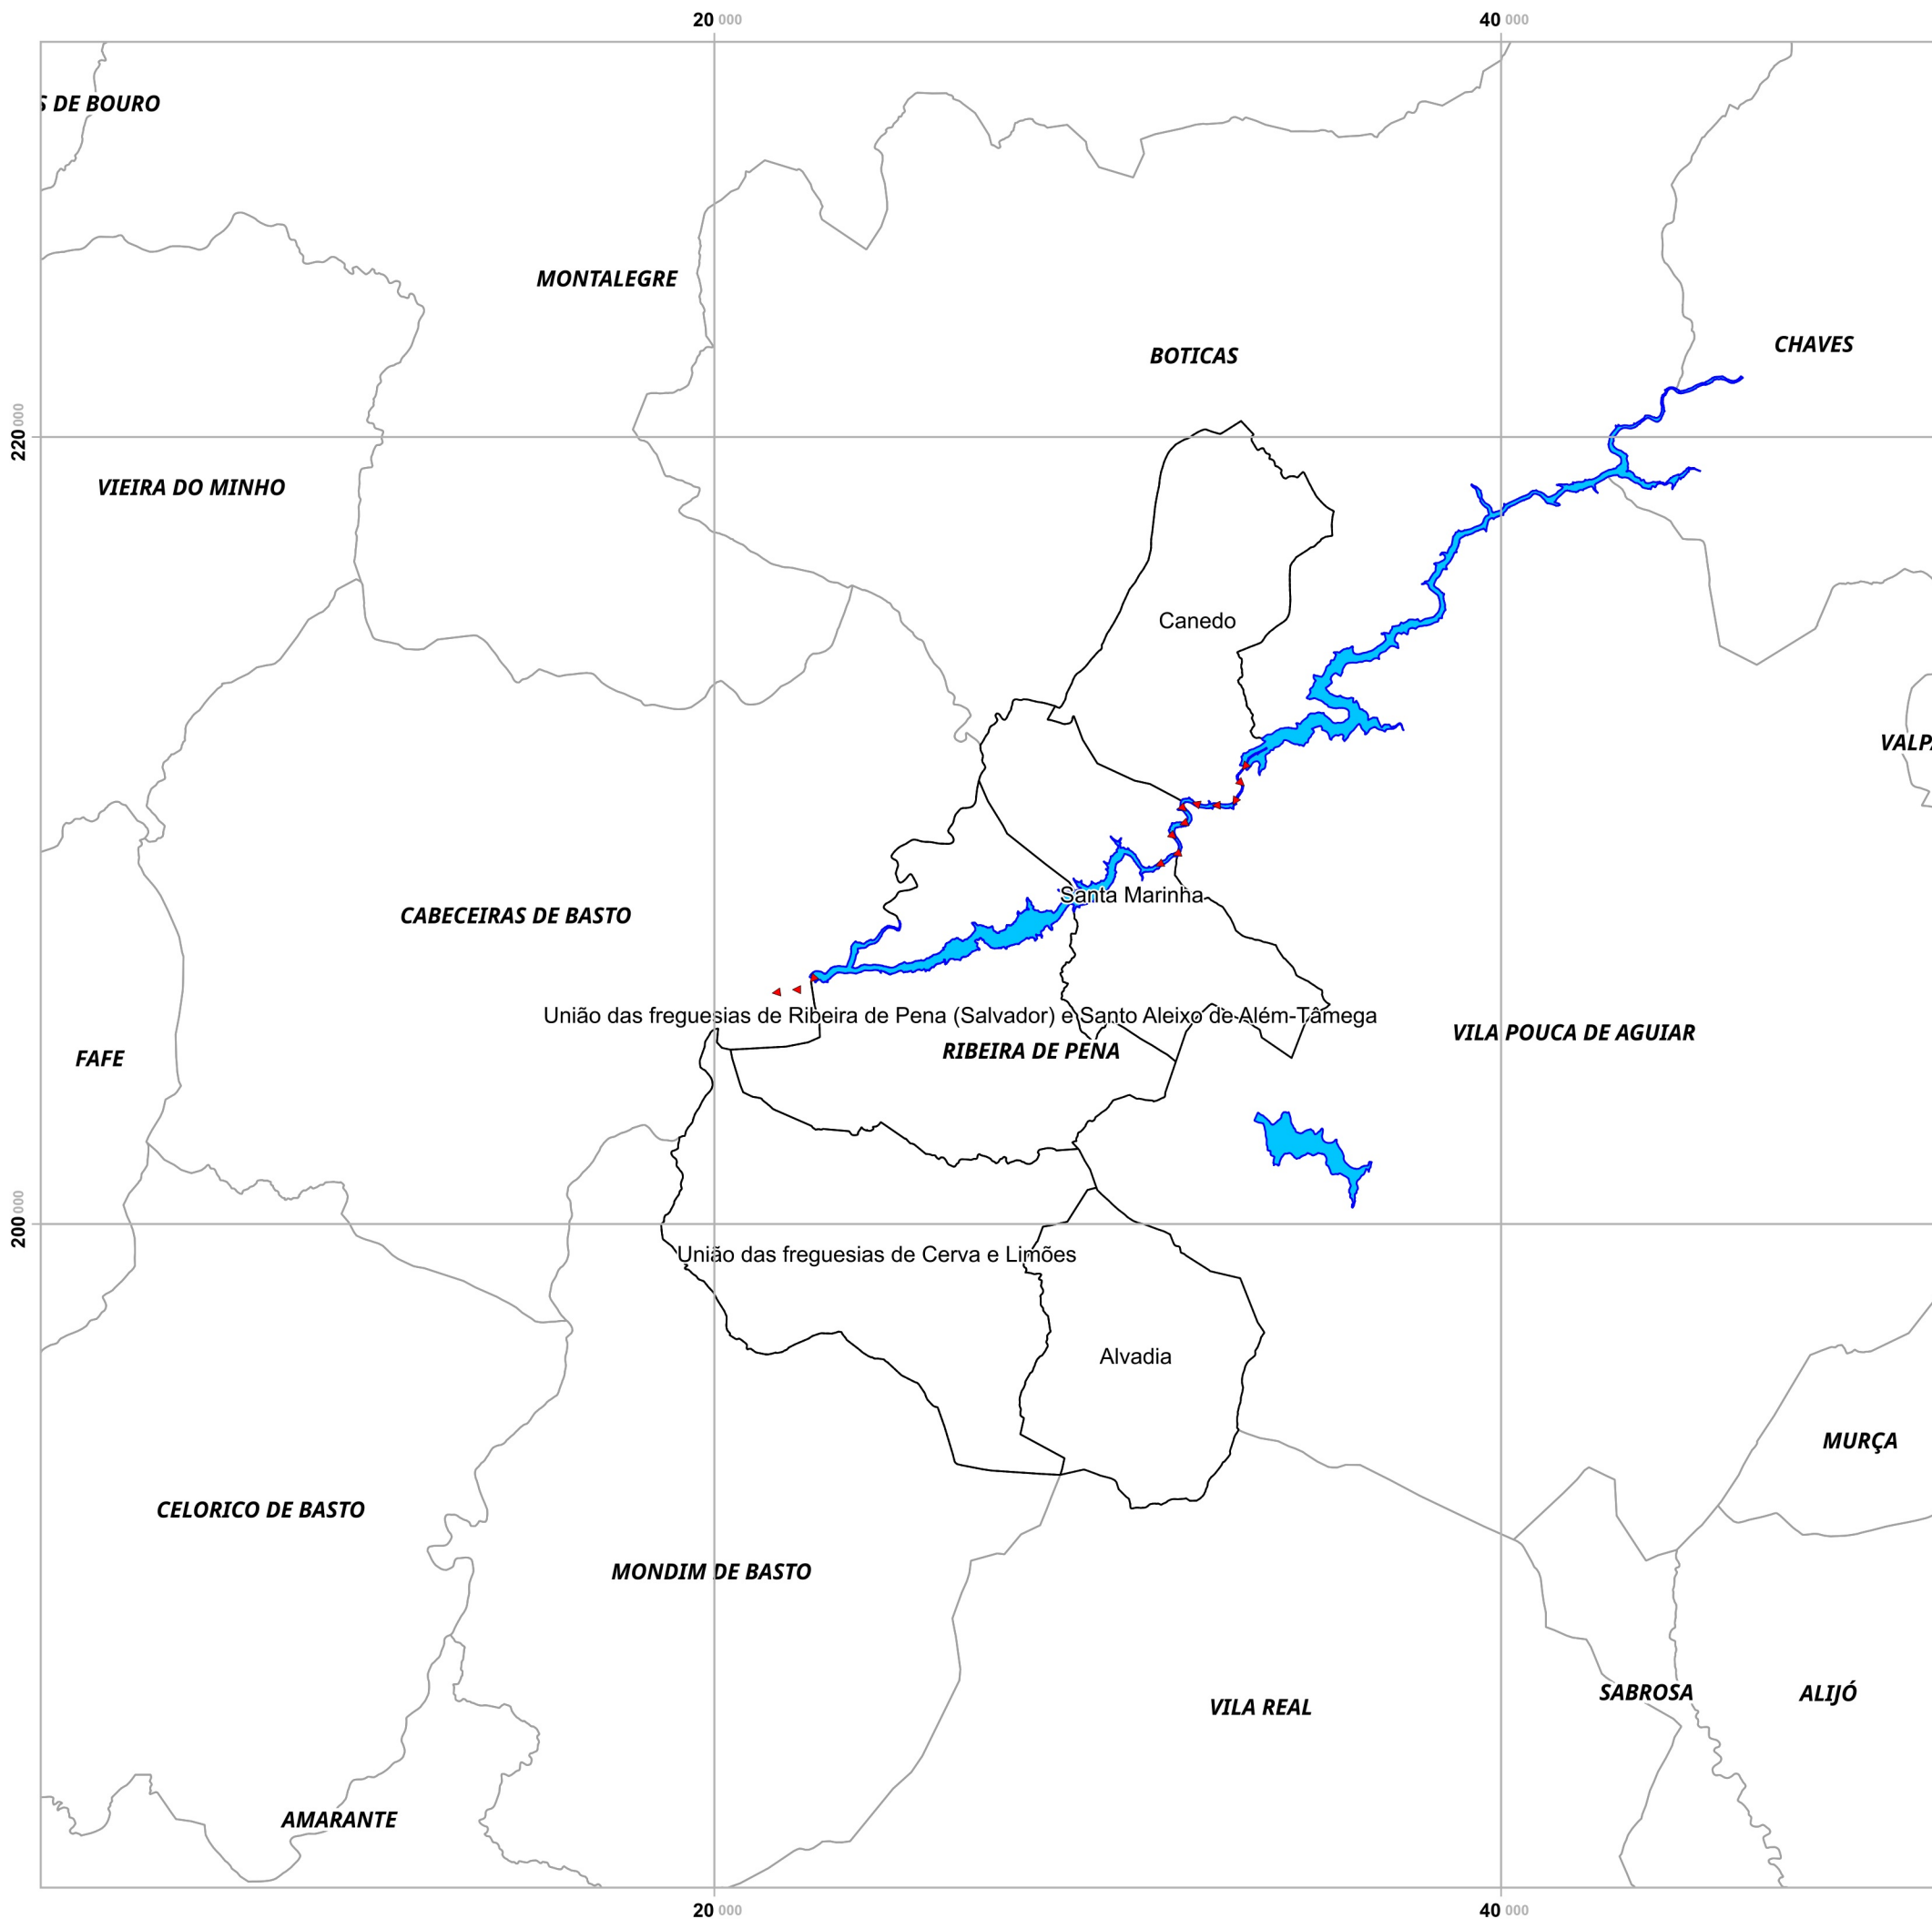 20 000
40 000
S DE BOURO
MONTALEGRE
CHAVES
BOTICAS
220 000
VIEIRA DO MINHO
Canedo
VALP
Santa Marinha
CABECEIRAS DE BASTO
União das freguesias de Ribeira de Pena (Salvador) e Santo Aleixo de Além-Tâmega
VILA POUCA DE AGUIAR
RIBEIRA DE PENA
FAFE
200 000
União das freguesias de Cerva e Limões
Alvadia
MURÇA
CELORICO DE BASTO
MONDIM DE BASTO
SABROSA
ALIJÓ
VILA REAL
AMARANTE
20 000
40 000